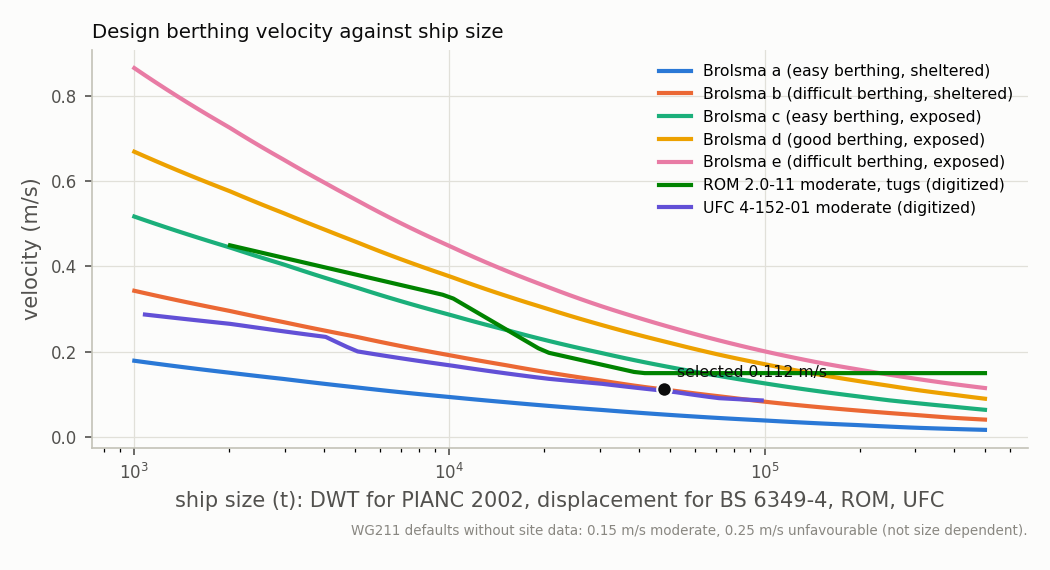 Design berthing velocity against ship size
Brolsma a (easy berthing, sheltered)
Brolsma b (difficult berthing, sheltered)
Brolsma c (easy berthing, exposed)
Brolsma d (good berthing, exposed)
Brolsma e (difficult berthing, exposed)
ROM 2.0-11 moderate, tugs (digitized)
UFC 4-152-01 moderate (digitized)
velocity (m/s)
0.8
0.6
0.4
0.2
0.0
selected 0.112 m/s
10³
10⁴
10⁵
ship size (t): DWT for PIANC 2002, displacement for BS 6349-4, ROM, UFC
WG211 defaults without site data: 0.15 m/s moderate, 0.25 m/s unfavourable (not size dependent).